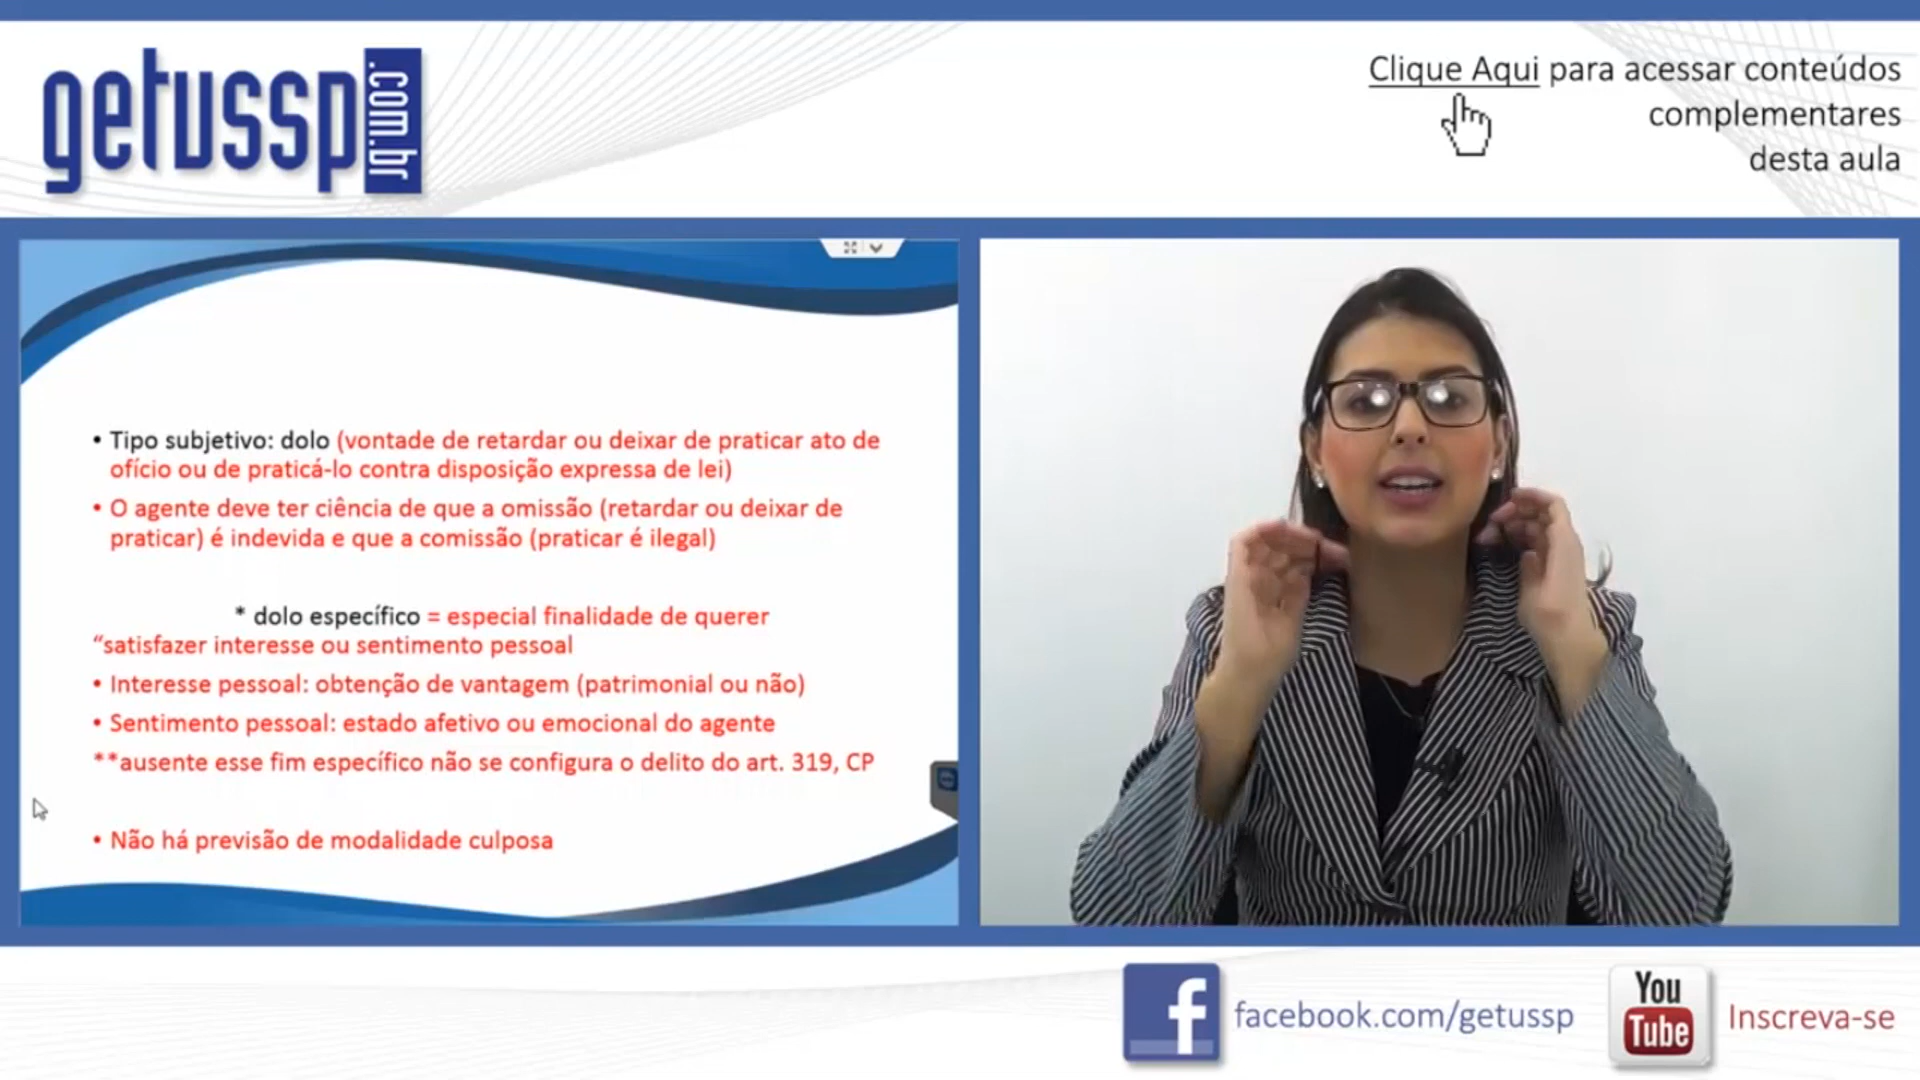 getussp.com.br
Clique Aqui para acessar conteúdos
complementares
desta aula
• Tipo subjetivo: dolo (vontade de retardar ou deixar de praticar ato de
ofício ou de praticá-lo contra disposição expressa de lei)
• O agente deve ter ciência de que a omissão (retardar ou deixar de
praticar) é indevida e que a comissão (praticar é ilegal)
* dolo específico = especial finalidade de querer
“satisfazer interesse ou sentimento pessoal
• Interesse pessoal: obtenção de vantagem (patrimonial ou não)
• Sentimento pessoal: estado afetivo ou emocional do agente
**ausente esse fim específico não se configura o delito do art. 319, CP
• Não há previsão de modalidade culposa
f
facebook.com/getussp
You
Tube
Inscreva-se